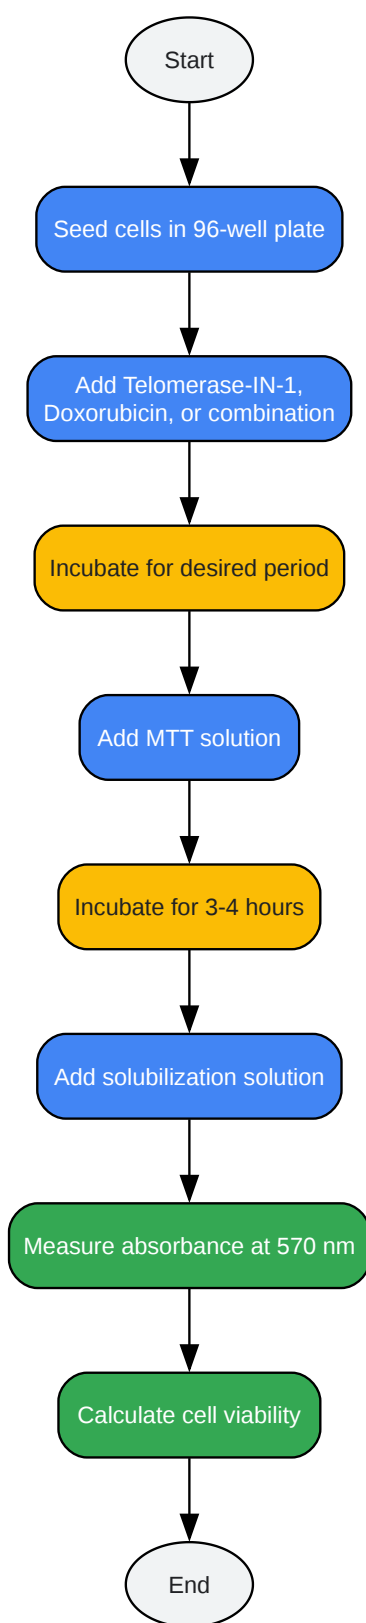 Start
Seed cells in 96-well plate
Add Telomerase-IN-1,
Doxorubicin, or combination
Incubate for desired period
Add MTT solution
Incubate for 3-4 hours
Add solubilization solution
Measure absorbance at 570 nm
Calculate cell viability
End